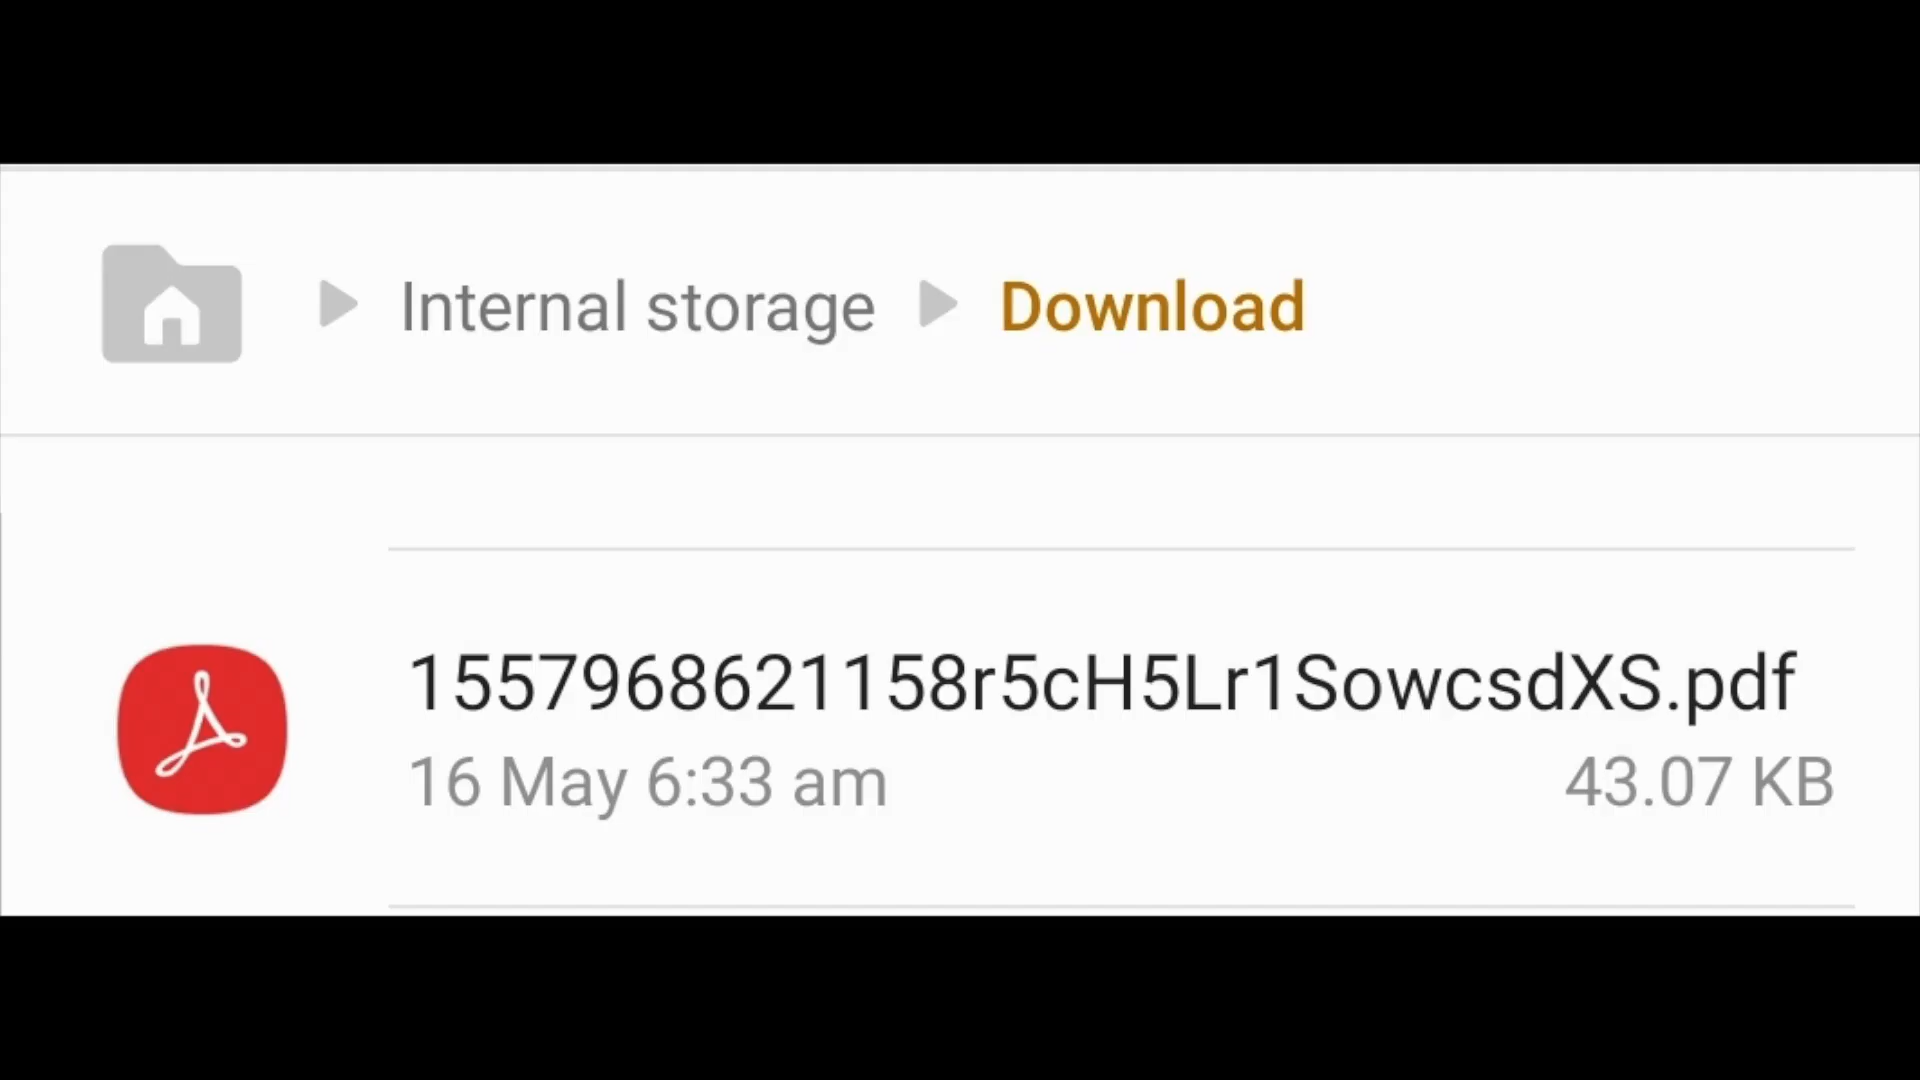 Internal storage Download
1557968621158r5cH5Lr1SowcsdXS.pdf
16 May 6:33 am 43.07 KB